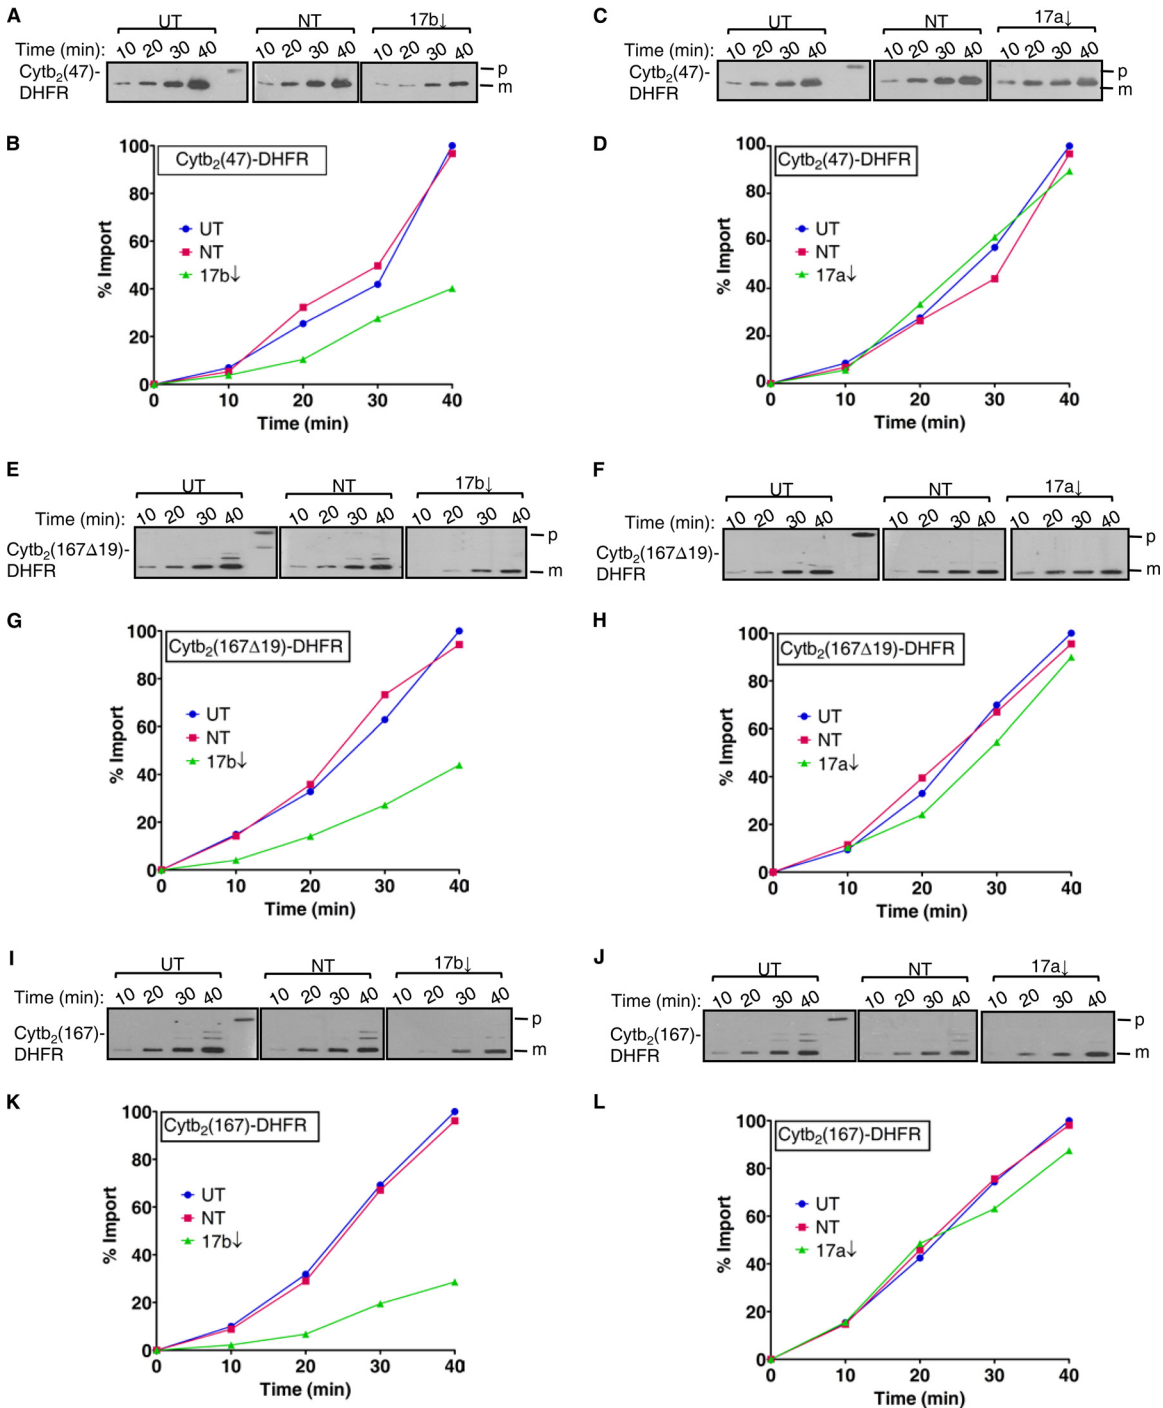 A
UT NT 17b↓
Time (min): 10 20 30 40 10 20 30 40 10 20 30 40
Cytb₂(47)-
DHFR
p
m
C
UT NT 17a↓
Time (min): 10 20 30 40 10 20 30 40 10 20 30 40
Cytb₂(47)-
DHFR
p
m
B
Cytb₂(47)-DHFR
100
80
60
40
20
0
% Import
UT
NT
17b↓
0 10 20 30 40
Time (min)
D
Cytb₂(47)-DHFR
100
80
60
40
20
0
% Import
UT
NT
17a↓
0 10 20 30 40
Time (min)
E
UT NT 17b↓
Time (min): 10 20 30 40 10 20 30 40 10 20 30 40
Cytb₂(167Δ19)-
DHFR
p
m
F
UT NT 17a↓
Time (min): 10 20 30 40 10 20 30 40 10 20 30 40
Cytb₂(167Δ19)-
DHFR
p
m
G
Cytb₂(167Δ19)-DHFR
100
80
60
40
20
0
% Import
UT
NT
17b↓
0 10 20 30 40
Time (min)
H
Cytb₂(167Δ19)-DHFR
100
80
60
40
20
0
% Import
UT
NT
17a↓
0 10 20 30 40
Time (min)
I
UT NT 17b↓
Time (min): 10 20 30 40 10 20 30 40 10 20 30 40
Cytb₂(167)-
DHFR
p
m
J
UT NT 17a↓
Time (min): 10 20 30 40 10 20 30 40 10 20 30 40
Cytb₂(167)-
DHFR
p
m
K
Cytb₂(167)-DHFR
100
80
60
40
20
0
% Import
UT
NT
17b↓
0 10 20 30 40
Time (min)
L
Cytb₂(167)-DHFR
100
80
60
40
20
0
% Import
UT
NT
17a↓
0 10 20 30 40
Time (min)